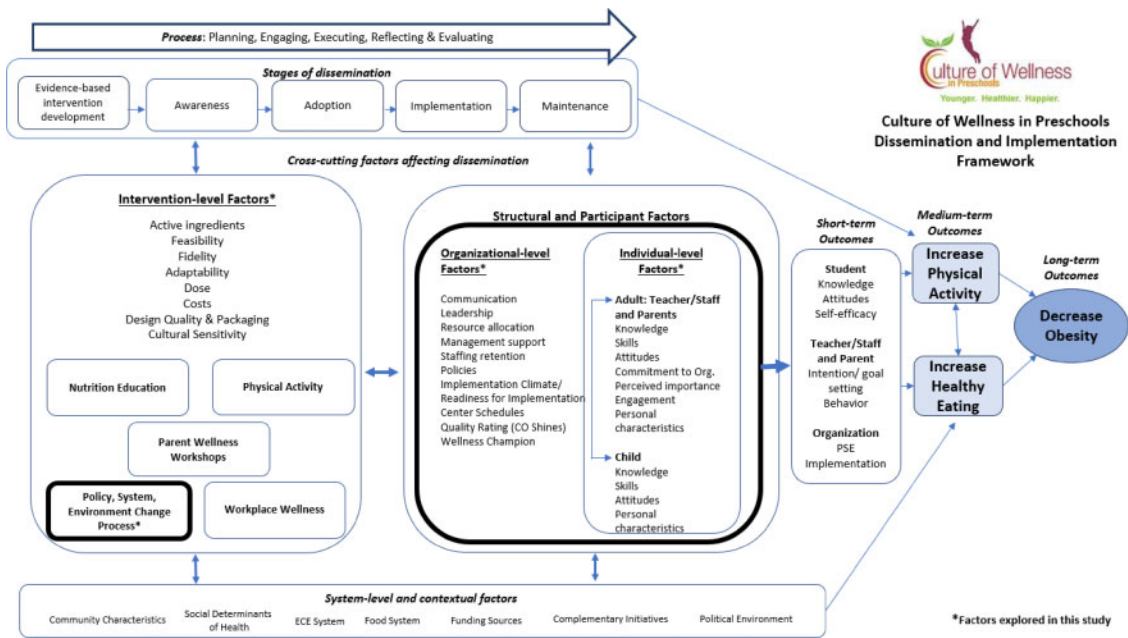 Process: Planning, Engaging, Executing, Reflecting & Evaluating
Stages of dissemination
Evidence-based
intervention
development
Awareness
Adoption
Implementation
Maintenance
Culture of Wellness
in Preschools
Younger. Healthier. Happier.
Culture of Wellness in Preschools
Dissemination and Implementation
Framework
Cross-cutting factors affecting dissemination
Intervention-level Factors*
Active ingredients
Feasibility
Fidelity
Adaptability
Dose
Costs
Design Quality & Packaging
Cultural Sensitivity
Nutrition Education
Physical Activity
Parent Wellness
Workshops
Policy, System,
Environment Change
Process*
Workplace Wellness
Structural and Participant Factors
Organizational-level
Factors*
Communication
Leadership
Resource allocation
Management support
Staffing retention
Policies
Implementation Climate/
Readiness for Implementation
Center Schedules
Quality Rating (CO Shines)
Wellness Champion
Individual-level
Factors*
Adult: Teacher/Staff
and Parents
Knowledge
Skills
Attitudes
Commitment to Org.
Perceived importance
Engagement
Personal
characteristics
Child
Knowledge
Skills
Attitudes
Personal
characteristics
Short-term
Outcomes
Student
Knowledge
Attitudes
Self-efficacy
Teacher/Staff
and Parent
Intention/ goal
setting
Behavior
Organization
PSE
Implementation
Medium-term
Outcomes
Increase
Physical
Activity
Increase
Healthy
Eating
Long-term
Outcomes
Decrease
Obesity
System-level and contextual factors
Community Characteristics
Social Determinants
of Health
ECE System
Food System
Funding Sources
Complementary Initiatives
Political Environment
*Factors explored in this study